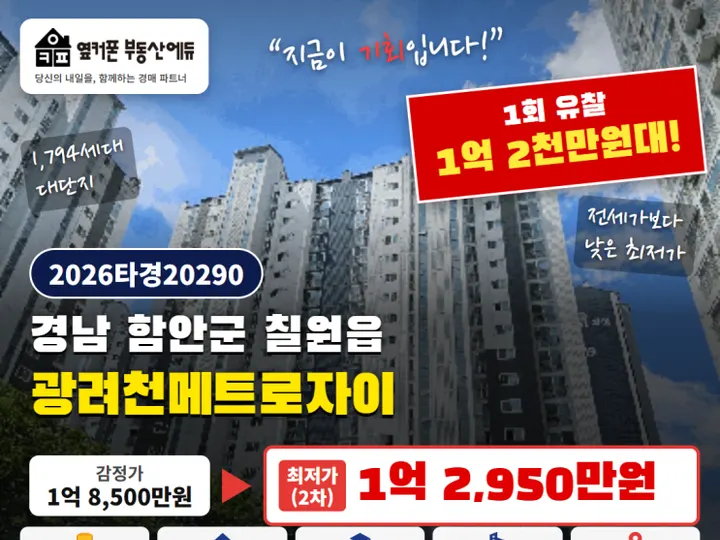 옆커폰 부동산에듀
당신의 내일을, 함께하는 경매 파트너
“지금이 기회입니다!”
1회 유찰
1억 2천만원대!
1,794세대
대단지
전세가보다
낮은 최저가
2026타경20290
경남 함안군 칠원읍
광려천메트로자이
감정가
1억 8,500만원
최저가
(2차)
1억 2,950만원